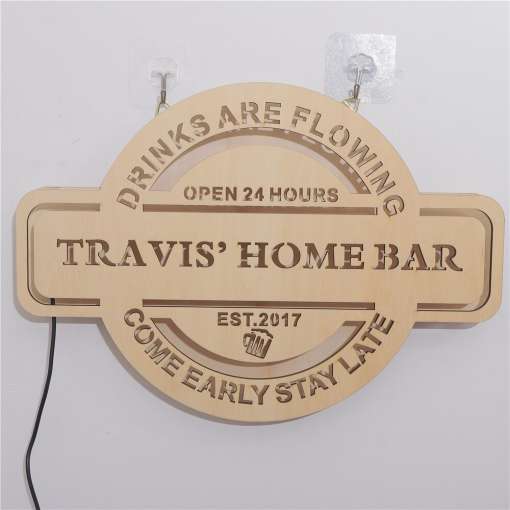 DRINKS ARE FLOWING
OPEN 24 HOURS
TRAVIS' HOME BAR
EST.2017
COME EARLY STAY LATE